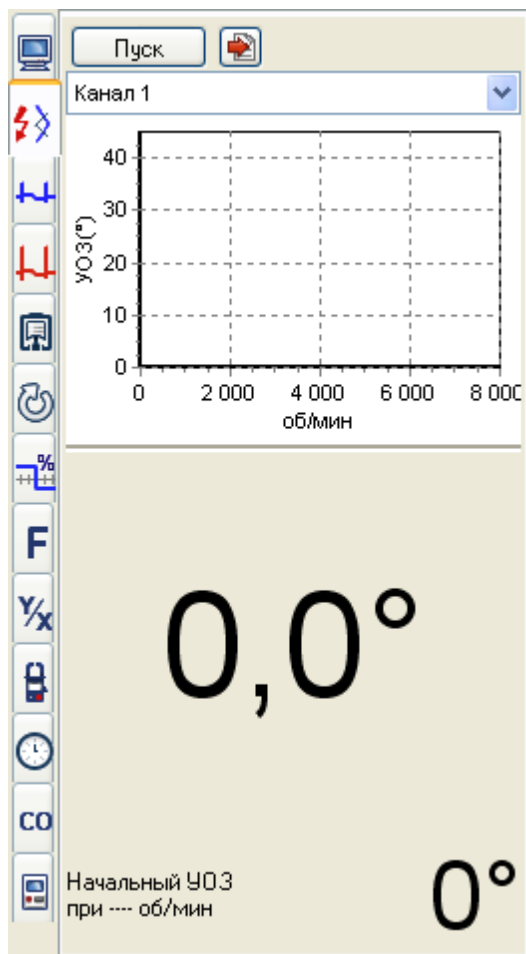 Пуск
Канал 1
40
30
20
10
0
УОЗ(°)
0 2 000 4 000 6 000 8 000
об/мин
%
F
Y/X
CO
0,0°
Начальный УОЗ
при ---- об/мин
0°